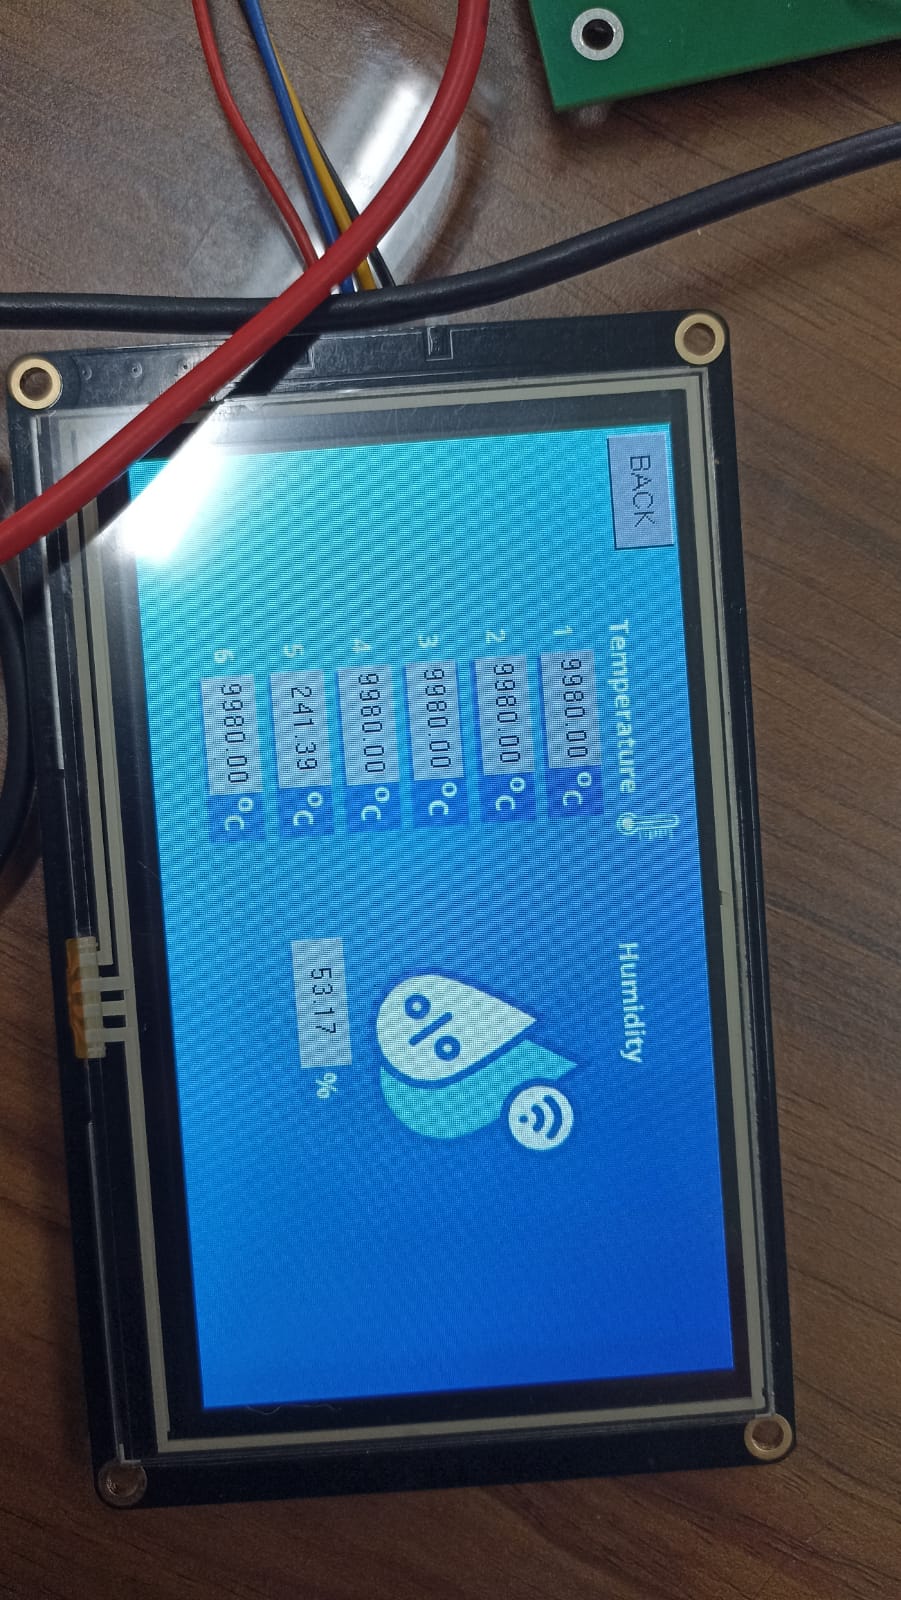 BACK
Temperature
Humidity
1 9980.00 °C
2 9980.00 °C
3 9980.00 °C
4 9980.00 °C
5 241.39 °C
6 9980.00 °C
%
53.17 %